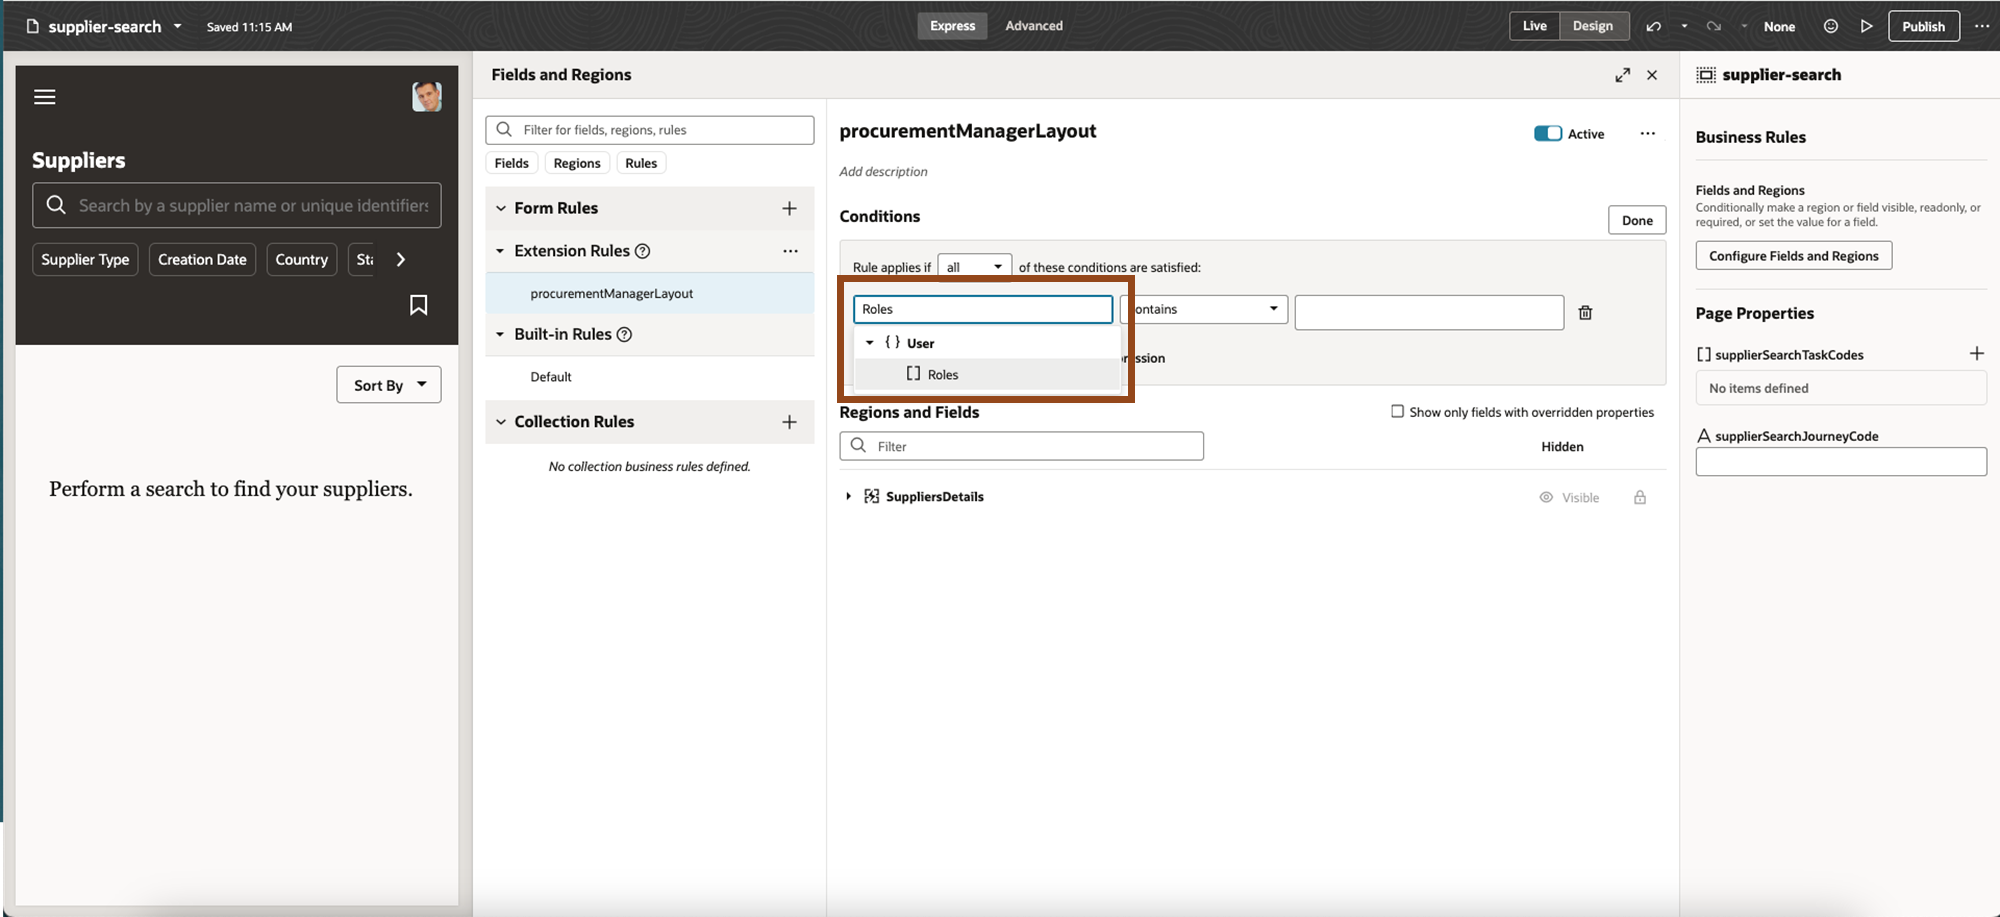 supplier-search
Saved 11:15 AM
Express
Advanced
Live
Design
None
Publish
Suppliers
Search by a supplier name or unique identifiers
Supplier Type
Creation Date
Country
Sta
Sort By
Perform a search to find your suppliers.
Fields and Regions
Filter for fields, regions, rules
Fields
Regions
Rules
Form Rules
Extension Rules
procurementManagerLayout
Built-in Rules
Default
Collection Rules
No collection business rules defined.
procurementManagerLayout
Active
Add description
Conditions
Done
Rule applies if
all
of these conditions are satisfied:
Roles
ontains
{ } User
[ ] Roles
ression
Regions and Fields
Show only fields with overridden properties
Filter
Hidden
SuppliersDetails
Visible
supplier-search
Business Rules
Fields and Regions
Conditionally make a region or field visible, readonly, or
required, or set the value for a field.
Configure Fields and Regions
Page Properties
[ ] supplierSearchTaskCodes
No items defined
A supplierSearchJourneyCode